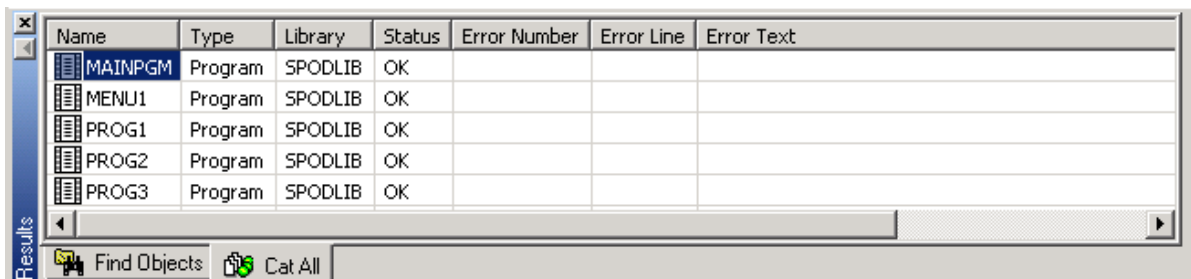 Name Type Library Status Error Number Error Line Error Text
MAINPGM Program SPODLIB OK
MENU1 Program SPODLIB OK
PROG1 Program SPODLIB OK
PROG2 Program SPODLIB OK
PROG3 Program SPODLIB OK
Results
Find Objects Cat All